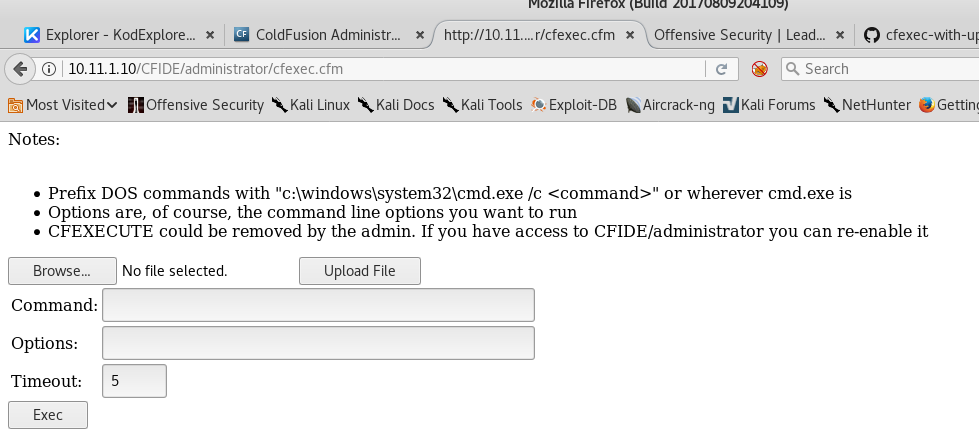 Mozilla Firefox (Build 20170809204109)
Explorer - KodExplore... × ColdFusion Administr... × http://10.11....r/cfexec.cfm × Offensive Security | Lead... × cfexec-with-up
10.11.1.10/CFIDE/administrator/cfexec.cfm Search
Most Visited Offensive Security Kali Linux Kali Docs Kali Tools Exploit-DB Aircrack-ng Kali Forums NetHunter Getting
Notes:
• Prefix DOS commands with "c:\windows\system32\cmd.exe /c <command>" or wherever cmd.exe is
• Options are, of course, the command line options you want to run
• CFEXECUTE could be removed by the admin. If you have access to CFIDE/administrator you can re-enable it
Browse... No file selected. Upload File
Command:
Options:
Timeout: 5
Exec